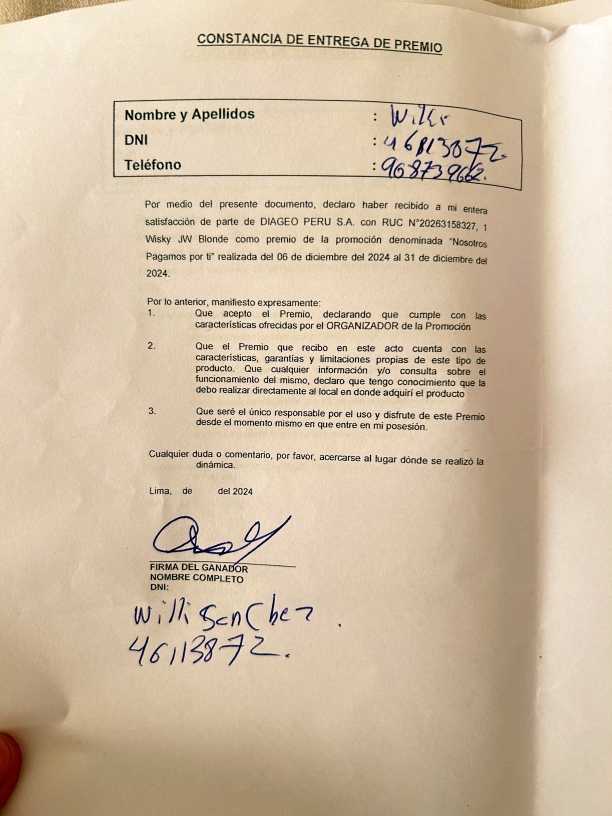 CONSTANCIA DE ENTREGA DE PREMIO
Nombre y Apellidos :
DNI :
Teléfono :
Por medio del presente documento, declaro haber recibido a mi entera
satisfacción de parte de DIAGEO PERU S.A. con RUC N°20263158327, 1
Wisky JW Blonde como premio de la promoción denominada "Nosotros
Pagamos por ti" realizada del 06 de diciembre del 2024 al 31 de diciembre del
2024.
Por lo anterior, manifiesto expresamente:
1. Que acepto el Premio, declarando que cumple con las
características ofrecidas por el ORGANIZADOR de la Promoción
2. Que el Premio que recibo en este acto cuenta con las
características, garantías y limitaciones propias de este tipo de
producto. Que cualquier información y/o consulta sobre el
funcionamiento del mismo, declaro que tengo conocimiento que la
debo realizar directamente al local en donde adquirí el producto
3. Que seré el único responsable por el uso y disfrute de este Premio
desde el momento mismo en que entre en mi posesión.
Cualquier duda o comentario, por favor, acercarse al lugar dónde se realizó la
dinámica.
Lima, de del 2024
FIRMA DEL GANADOR
NOMBRE COMPLETO
DNI:
Willi Sanchez
46113872.